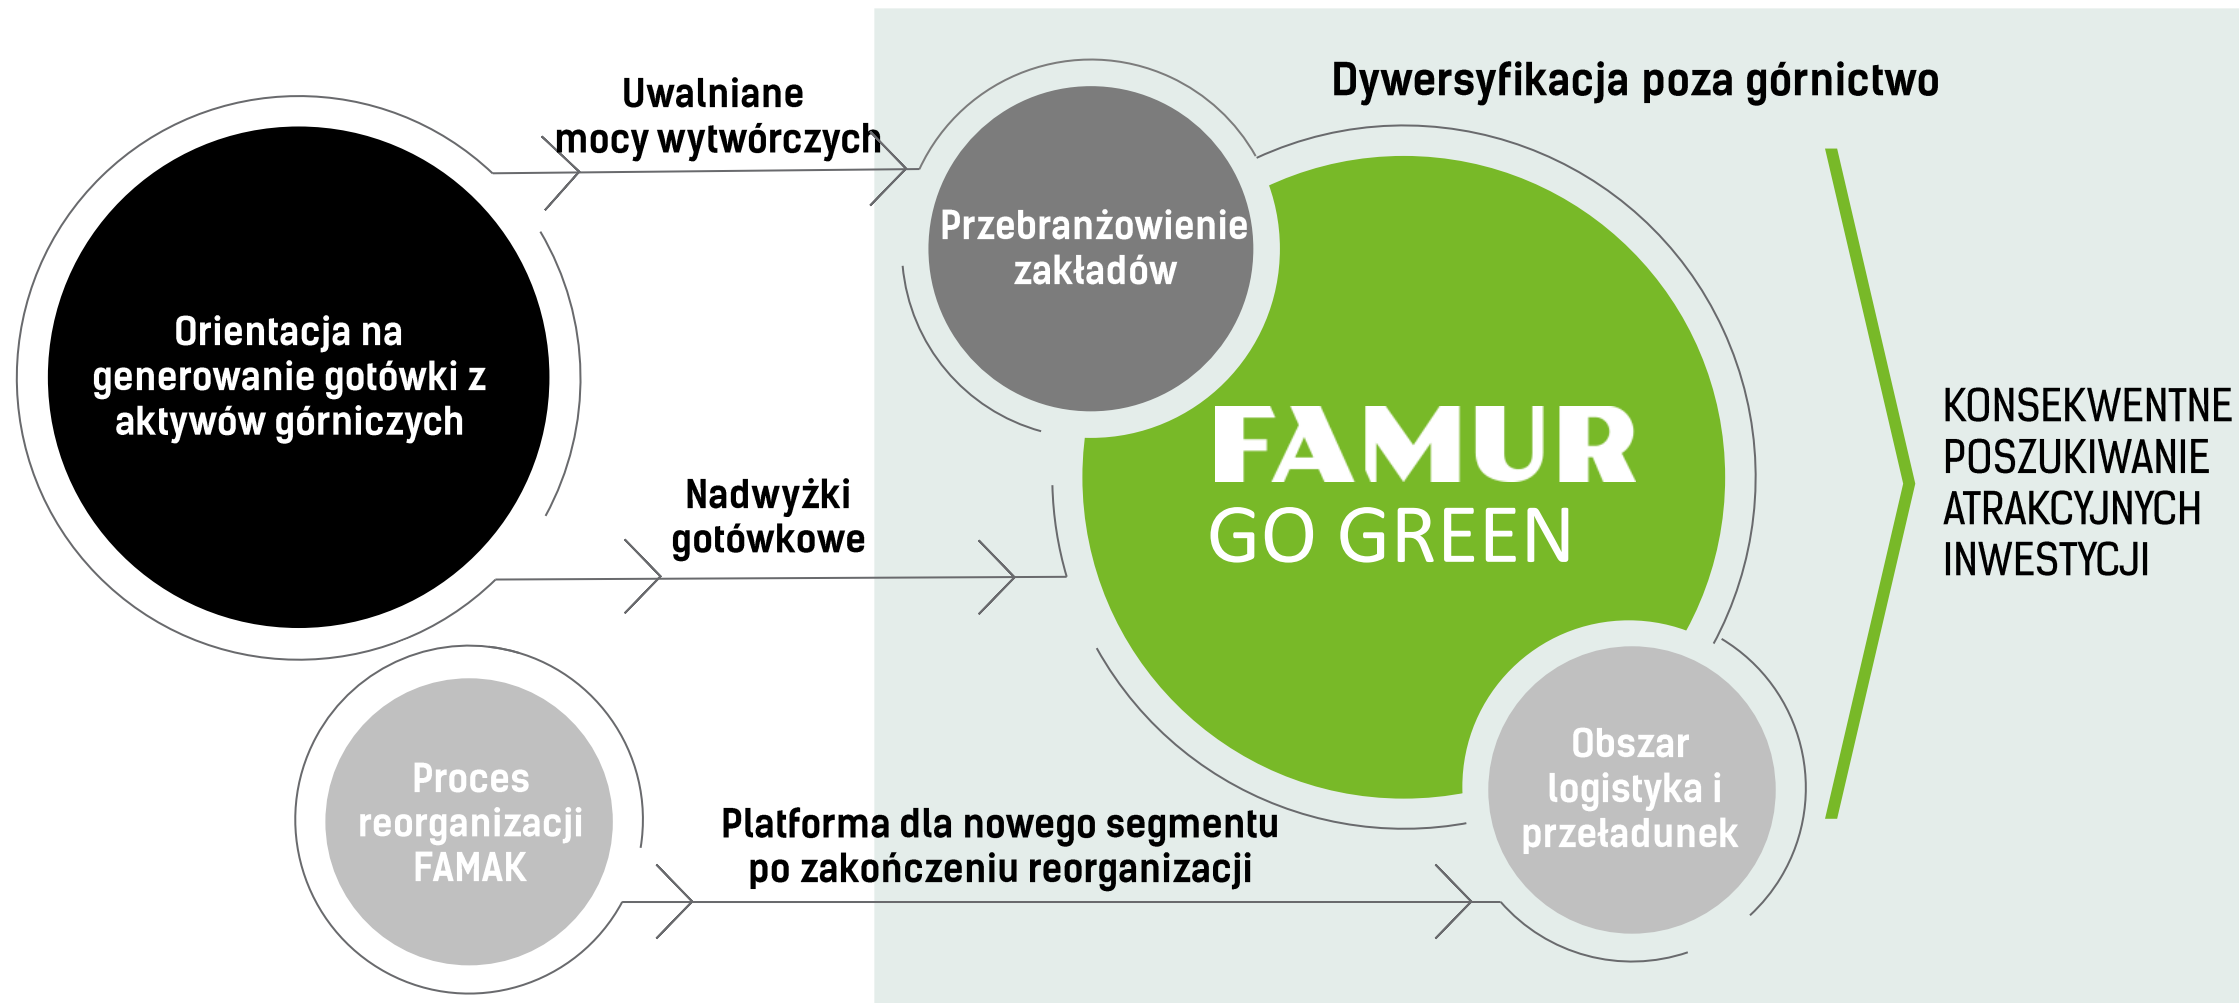 Uwalniane
mocy wytwórczych
Dywersyfikacja poza górnictwo
Przebranżowienie
zakładów
Orientacja na
generowanie gotówki z
aktywów górniczych
FAMUR
GO GREEN
KONSEKWENTNE
POSZUKIWANIE
ATRAKCYJNYCH
INWESTYCJI
Nadwyżki
gotówkowe
Proces
reorganizacji
FAMAK
Platforma dla nowego segmentu
po zakończeniu reorganizacji
Obszar
logistyka i
przeładunek